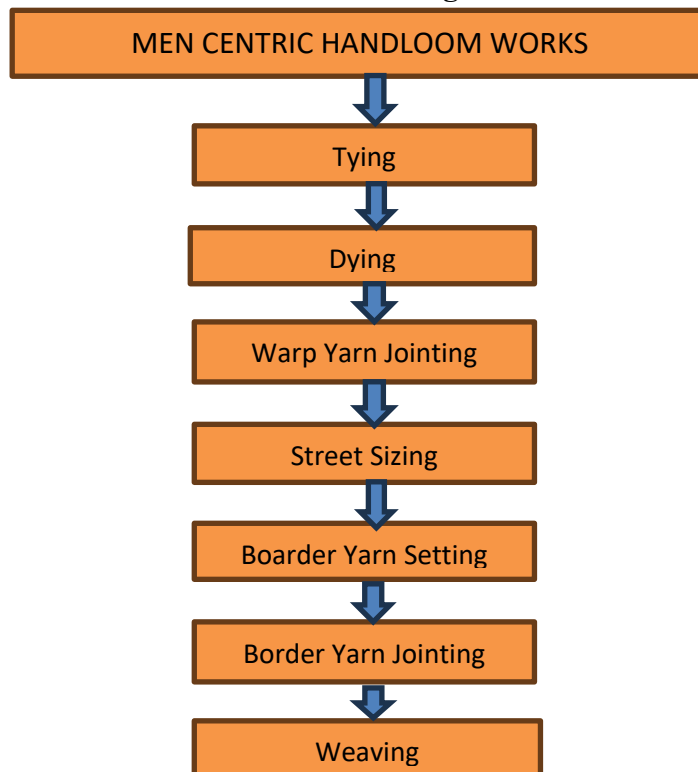 MEN CENTRIC HANDLOOM WORKS
Tying
Dying
Warp Yarn Jointing
Street Sizing
Boarder Yarn Setting
Border Yarn Jointing
Weaving